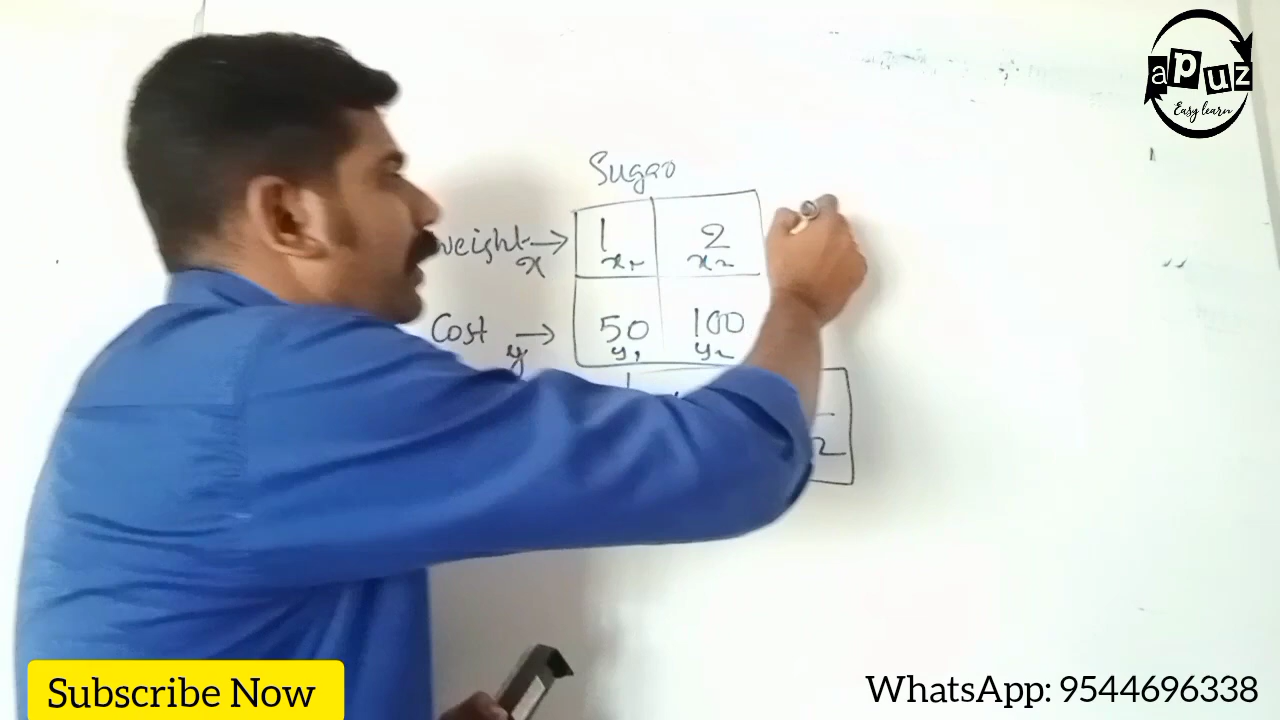 apuz
Easy learn
Sugar
weight → 1 2
x x₁ x₂
Cost → 50 100
y y₁ y₂
2
Subscribe Now
WhatsApp: 9544696338